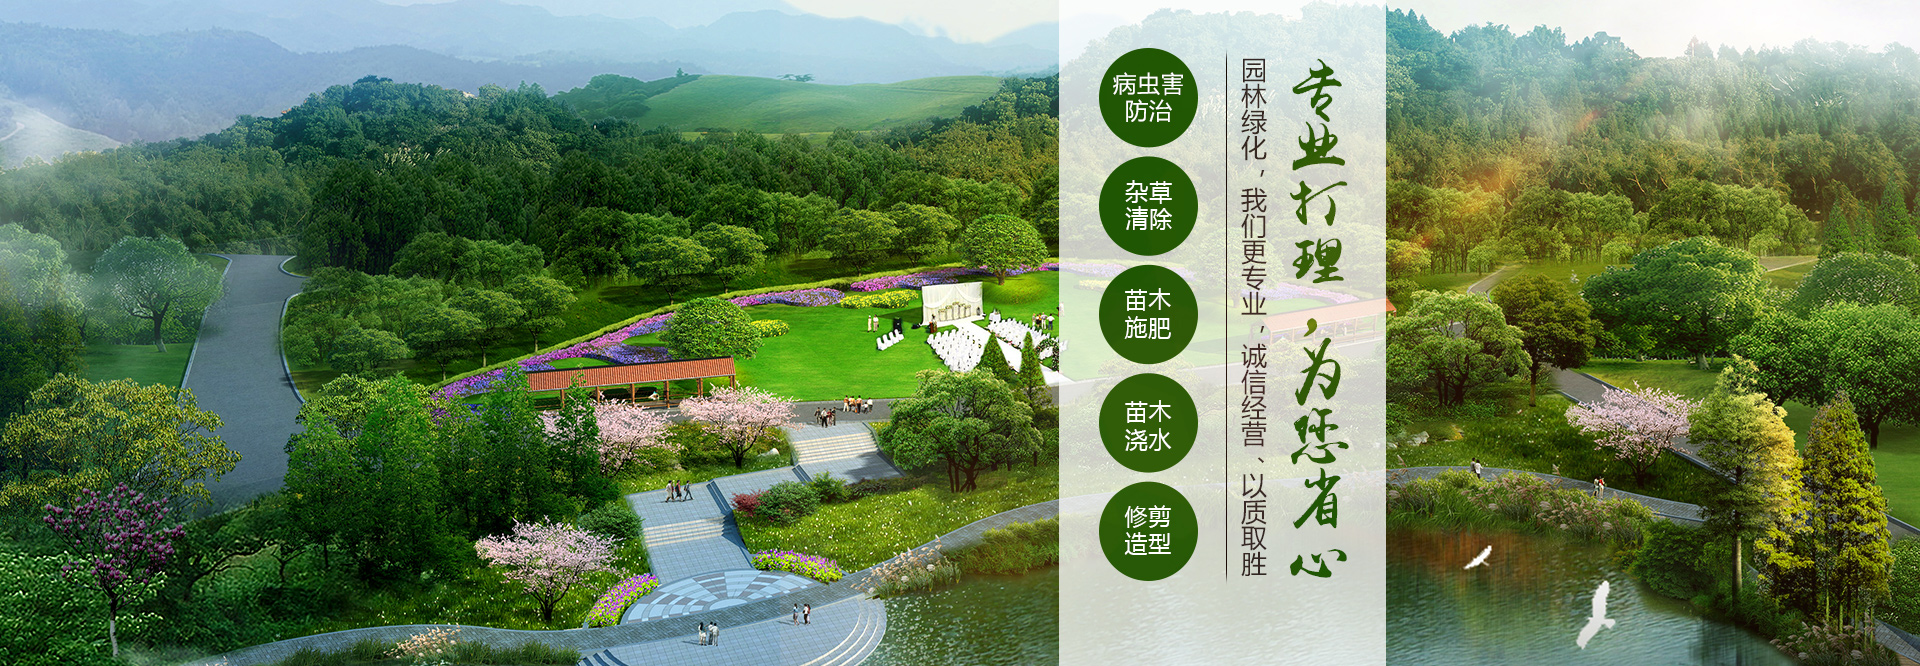 专业打理，为您省心
园林绿化，我们更专业，诚信经营、以质取胜
病虫害
防治
杂草
清除
苗木
施肥
苗木
浇水
修剪
造型